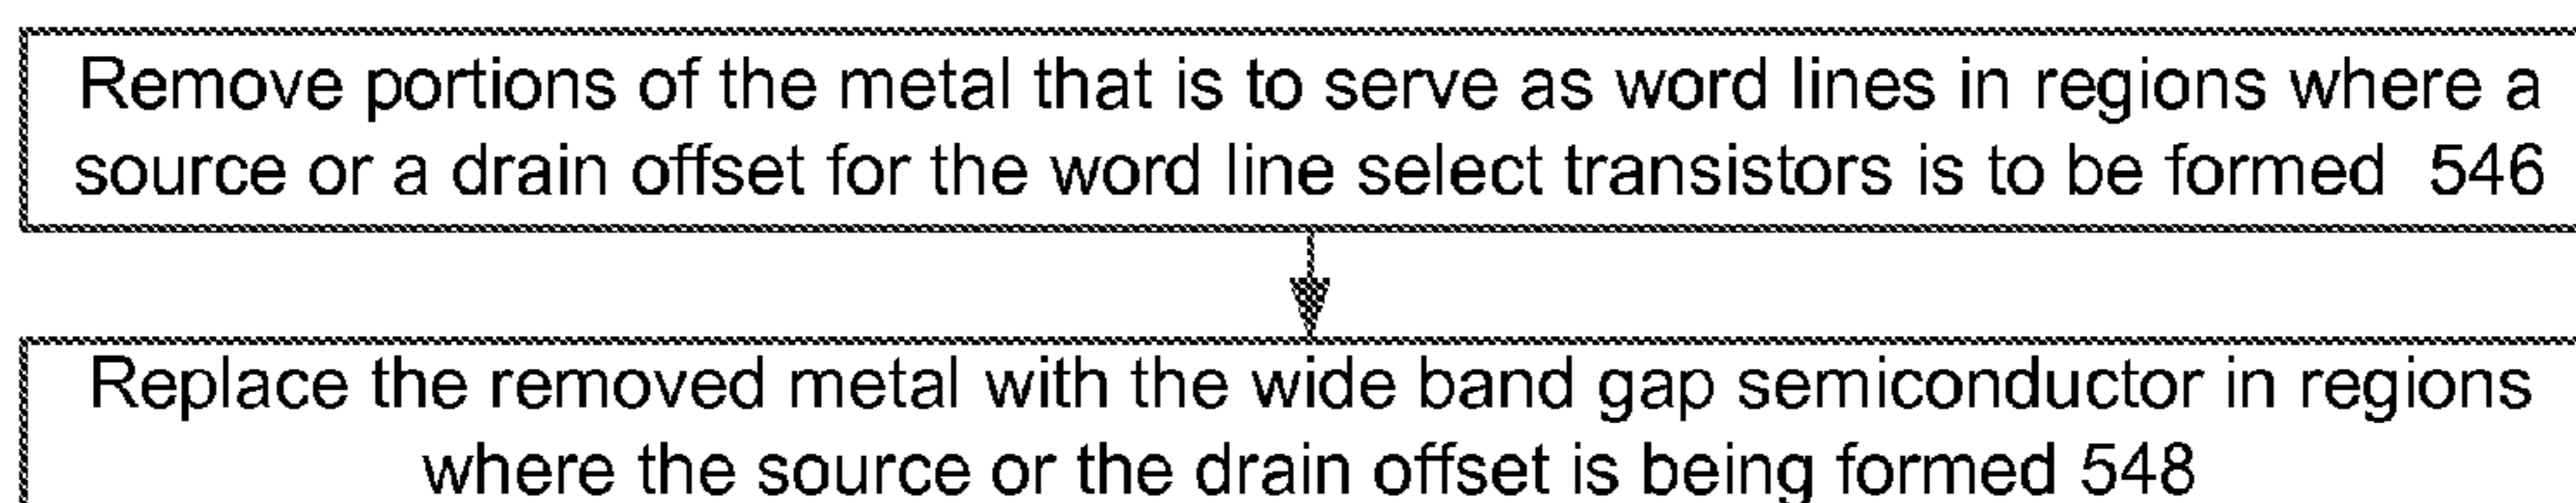 Remove portions of the metal that is to serve as word lines in regions where a
source or a drain offset for the word line select transistors is to be formed 546
Replace the removed metal with the wide band gap semiconductor in regions
where the source or the drain offset is being formed 548